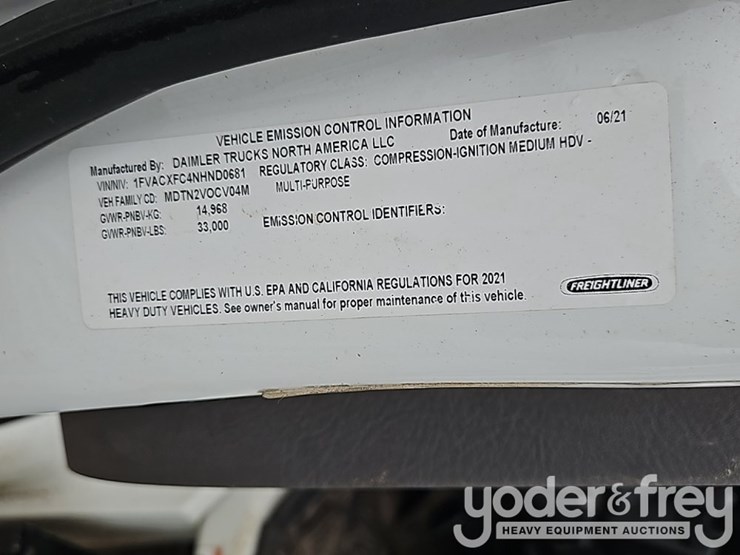 VEHICLE EMISSION CONTROL INFORMATION
Manufactured By: DAIMLER TRUCKS NORTH AMERICA LLC Date of Manufacture: 06/21
VIN/NIV: 1FVACXFC4NHND0681 REGULATORY CLASS: COMPRESSION-IGNITION MEDIUM HDV -
VEH FAMILY CD: MDTN2VOCV04M MULTI-PURPOSE
GVWR-PNBV-KG: 14,968
GVWR-PNBV-LBS: 33,000 EMISSION CONTROL IDENTIFIERS:
THIS VEHICLE COMPLIES WITH U.S. EPA AND CALIFORNIA REGULATIONS FOR 2021
HEAVY DUTY VEHICLES. See owner's manual for proper maintenance of this vehicle.
FREIGHTLINER
yoder&frey
HEAVY EQUIPMENT AUCTIONS